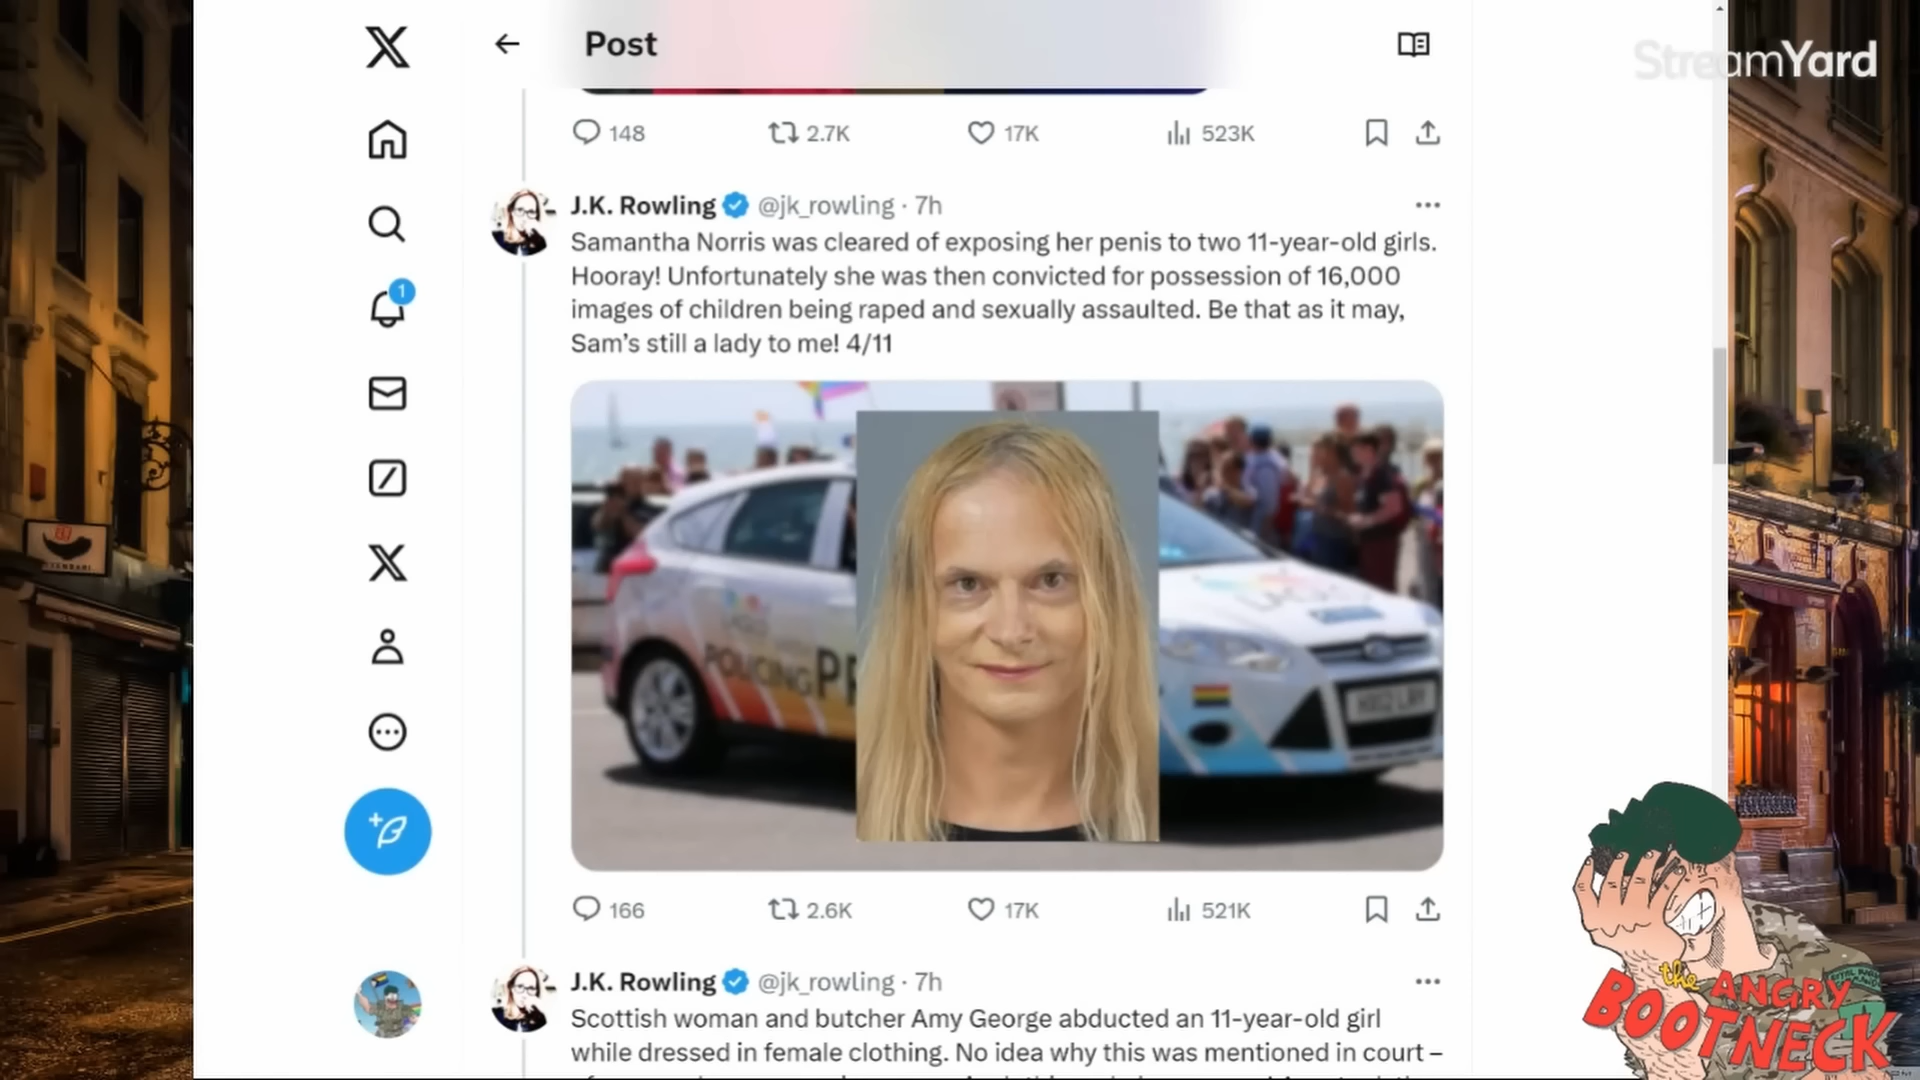 StreamYard
Post
148 2.7K 17K 523K
J.K. Rowling @jk_rowling · 7h
Samantha Norris was cleared of exposing her penis to two 11-year-old girls.
Hooray! Unfortunately she was then convicted for possession of 16,000
images of children being raped and sexually assaulted. Be that as it may,
Sam’s still a lady to me! 4/11
1
POLICING PR
166 2.6K 17K 521K
J.K. Rowling @jk_rowling · 7h
Scottish woman and butcher Amy George abducted an 11-year-old girl
while dressed in female clothing. No idea why this was mentioned in court –
the ANGRY
BOOTNECK